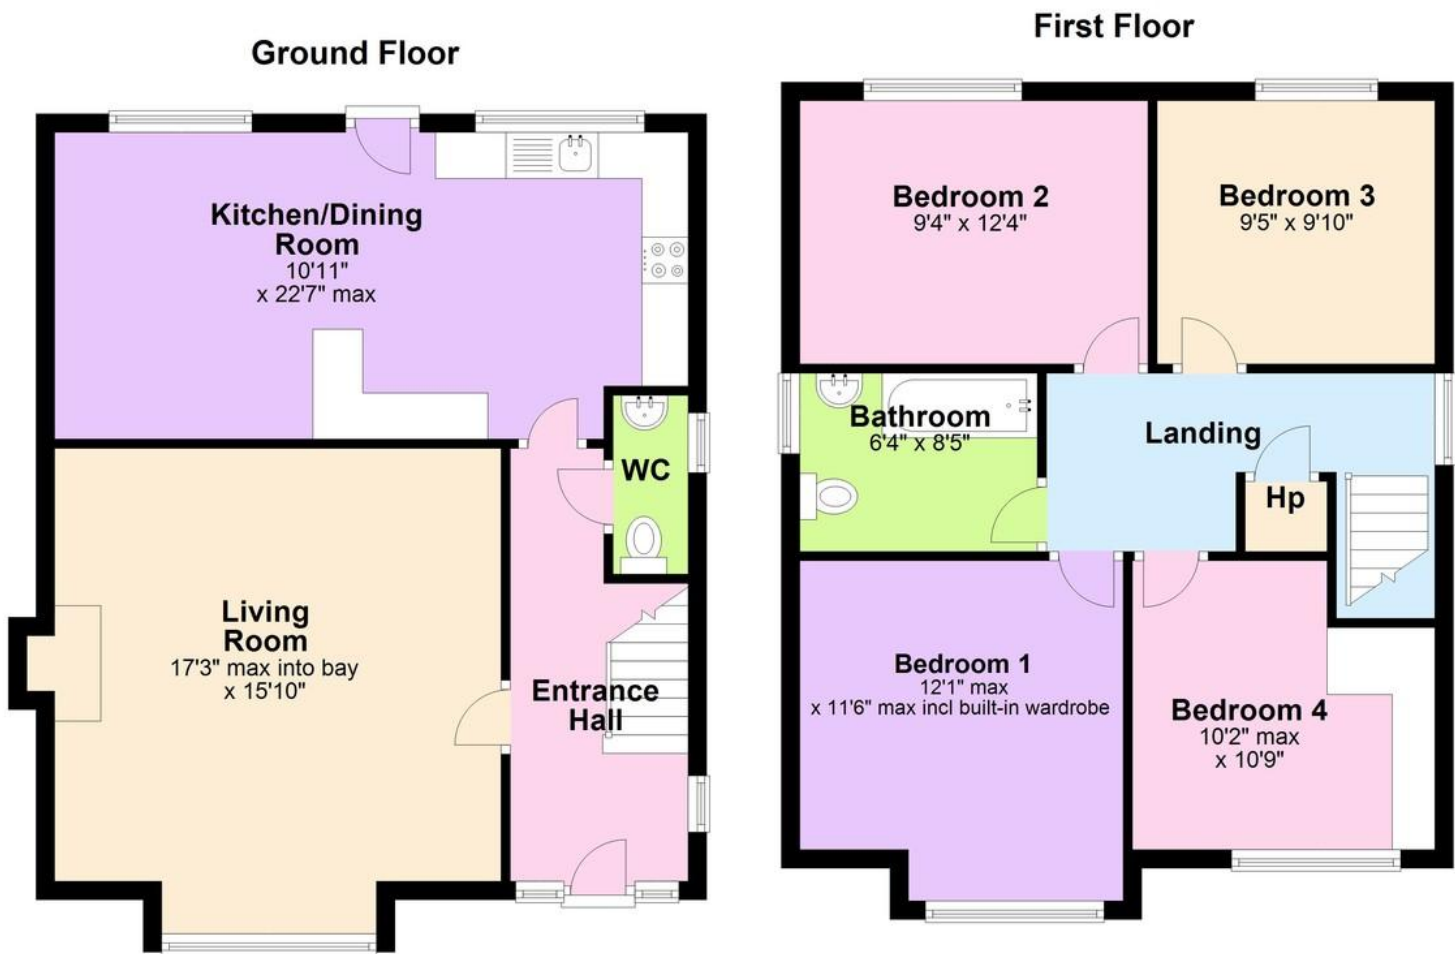 Ground Floor
Kitchen/Dining
Room
10'11"
x 22'7" max
WC
Living
Room
17'3" max into bay
x 15'10"
Entrance
Hall
First Floor
Bedroom 2
9'4" x 12'4"
Bedroom 3
9'5" x 9'10"
Bathroom
6'4" x 8'5"
Landing
Hp
Bedroom 1
12'1" max
x 11'6" max incl built-in wardrobe
Bedroom 4
10'2" max
x 10'9"